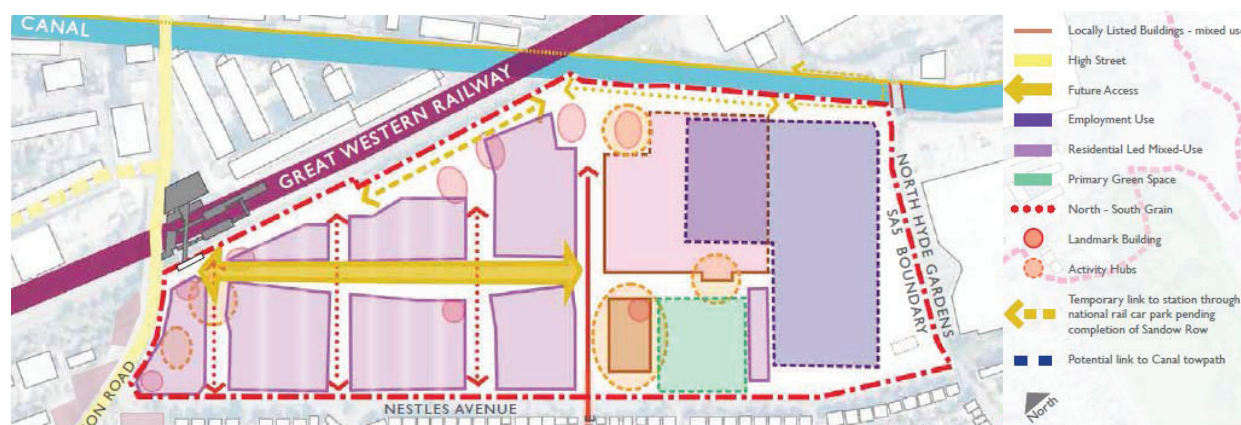 CANAL
GREAT WESTERN RAILWAY
NORTH HYDE GARDENS
SA5 BOUNDARY
ON ROAD
NESTLES AVENUE
Locally Listed Buildings - mixed us
High Street
Future Access
Employment Use
Residential Led Mixed-Use
Primary Green Space
North - South Grain
Landmark Building
Activity Hubs
Temporary link to station through
national rail car park pending
completion of Sandow Row
Potential link to Canal towpath
North